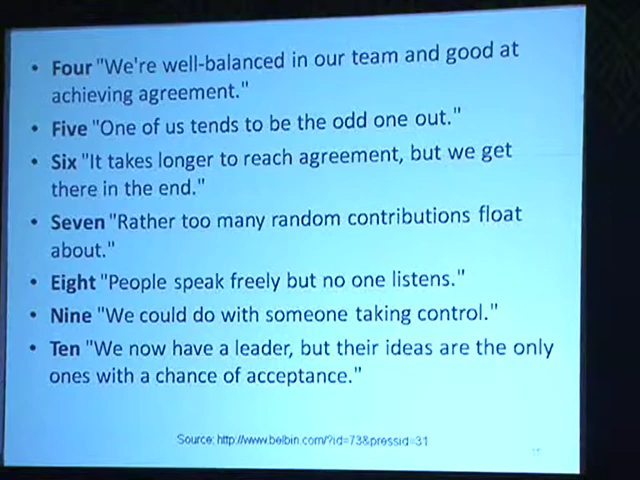 • Four "We're well-balanced in our team and good at
achieving agreement."
• Five "One of us tends to be the odd one out."
• Six "It takes longer to reach agreement, but we get
there in the end."
• Seven "Rather too many random contributions float
about."
• Eight "People speak freely but no one listens."
• Nine "We could do with someone taking control."
• Ten "We now have a leader, but their ideas are the only
ones with a chance of acceptance."
Source: http://www.belbin.com/?id=73&pressid=31